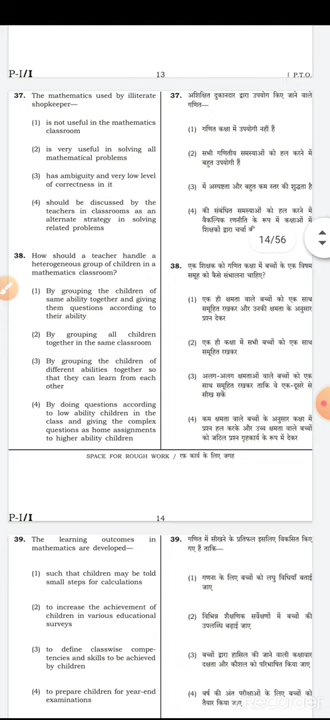 P-I/I 13 | P.T.O.
37. The mathematics used by illiterate
shopkeeper—
(1) is not useful in the mathematics
classroom
(2) is very useful in solving all
mathematical problems
(3) has ambiguity and very low level
of correctness in it
(4) should be discussed by the
teachers in classrooms as an
alternate strategy in solving
related problems
38. How should a teacher handle a
heterogeneous group of children in a
mathematics classroom?
(1) By grouping the children of
same ability together and giving
them questions according to
their ability
(2) By grouping all children
together in the same classroom
(3) By grouping the children of
different abilities together so
that they can learn from each
other
(4) By doing questions according
to low ability children in the
class and giving the complex
questions as home assignments
to higher ability children
37. अशिक्षित दुकानदार द्वारा उपयोग किए जाने वाले
गणित—
(1) गणित कक्षा में उपयोगी नहीं हैं
(2) सभी गणितीय समस्याओं को हल करने में
बहुत उपयोगी हैं
(3) में अस्पष्टता और बहुत कम स्तर की शुद्धता है
(4) की संबंधित समस्याओं को हल करने में
वैकल्पिक रणनीति के रूप में कक्षाओं में
शिक्षकों द्वारा चर्चा की
14/56
38. एक शिक्षक को गणित कक्षा में बच्चों के एक विषम
समूह को कैसे संभालना चाहिए?
(1) एक ही क्षमता वाले बच्चों को एक साथ
समूहित रखकर और उनकी क्षमता के अनुसार
प्रश्न देकर
(2) एक ही कक्षा में सभी बच्चों को एक साथ
समूहित रखकर
(3) अलग-अलग क्षमताओं वाले बच्चों को एक
साथ समूहित रखकर ताकि वे एक-दूसरे से
सीख सकें
(4) कम क्षमता वाले बच्चों के अनुसार कक्षा में
प्रश्न हल करके और उच्च क्षमता वाले बच्चों
को जटिल प्रश्न गृहकार्य के रूप में देकर
SPACE FOR ROUGH WORK / रफ़ कार्य के लिए जगह
P-I/I 14
39. The learning outcomes in
mathematics are developed—
(1) such that children may be told
small steps for calculations
(2) to increase the achievement of
children in various educational
surveys
(3) to define classwise compe-
tencies and skills to be achieved
by children
(4) to prepare children for year-end
examinations
39. गणित में सीखने के प्रतिफल इसलिए विकसित किए
गए हैं ताकि—
(1) गणना के लिए बच्चों को लघु विधियाँ बताई
जाए
(2) विभिन्न शैक्षणिक सर्वेक्षणों में बच्चों की
उपलब्धि बढ़ाई जाए
(3) बच्चों द्वारा हासिल की जाने वाली कक्षावार
दक्षता और कौशल को परिभाषित किया जाए
(4) वर्ष की अंत परीक्षाओं के लिए बच्चों को
तैयार किया जाए